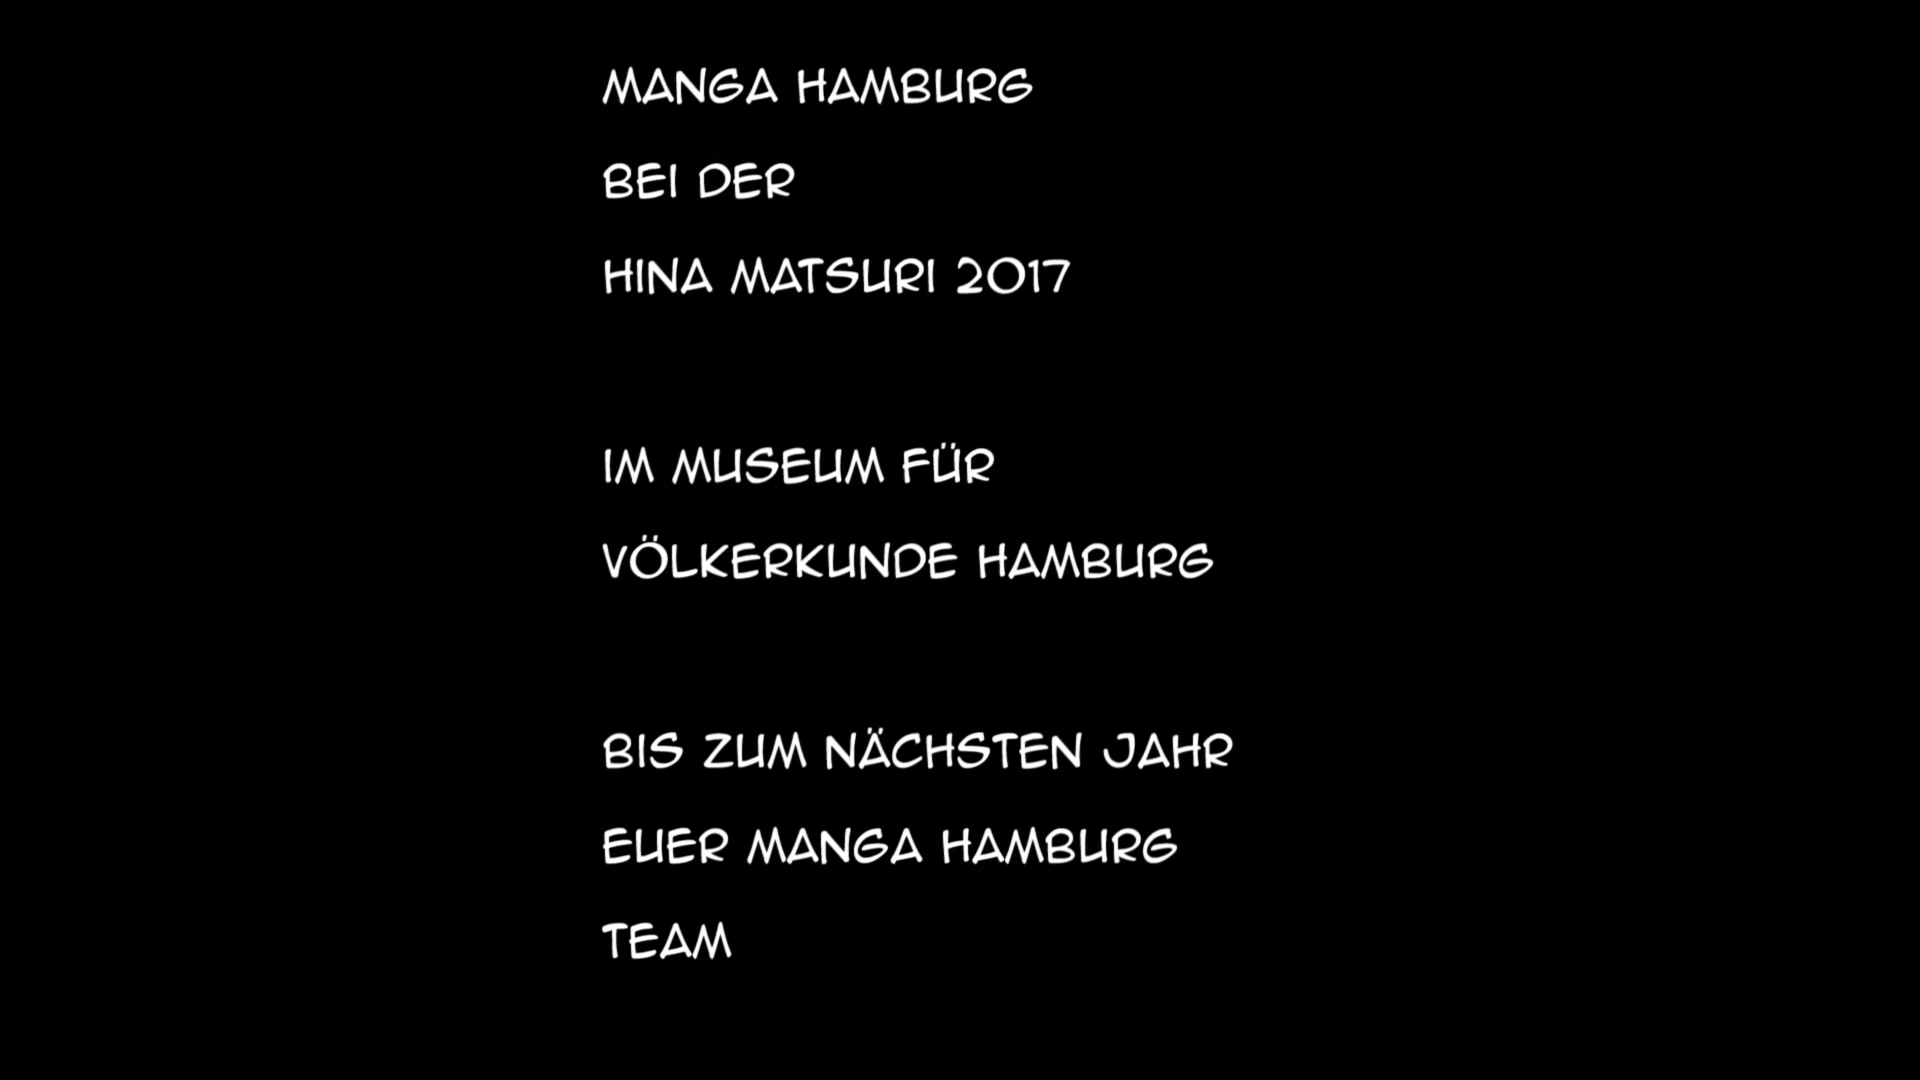 MANGA HAMBURG
BEI DER
HINA MATSURI 2017
IM MUSEUM FÜR
VÖLKERKUNDE HAMBURG
BIS ZUM NÄCHSTEN JAHR
EUER MANGA HAMBURG
TEAM